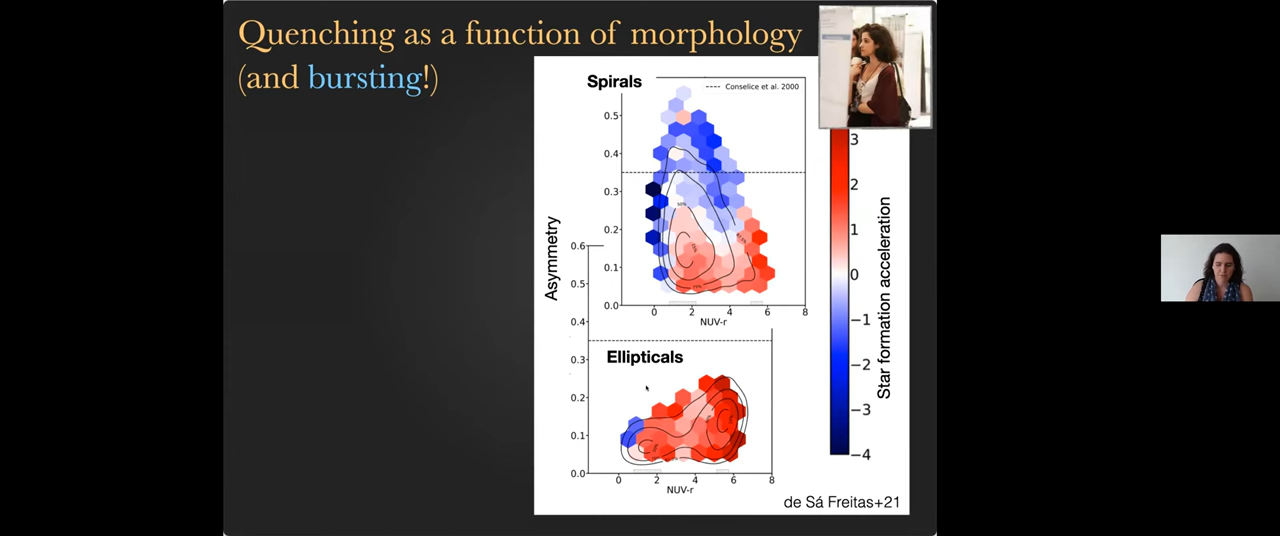 Quenching as a function of morphology
(and bursting!)
Spirals
Conselice et al. 2000
0.5
0.4
0.3
0.2
0.1
0.0
0 2 4 6 8
NUV-r
Asymmetry
0.6
0.5
0.4
0.3
0.2
0.1
0.0
Ellipticals
0 2 4 6 8
NUV-r
3
2
1
0
−1
−2
−3
−4
Star formation acceleration
de Sá Freitas+21